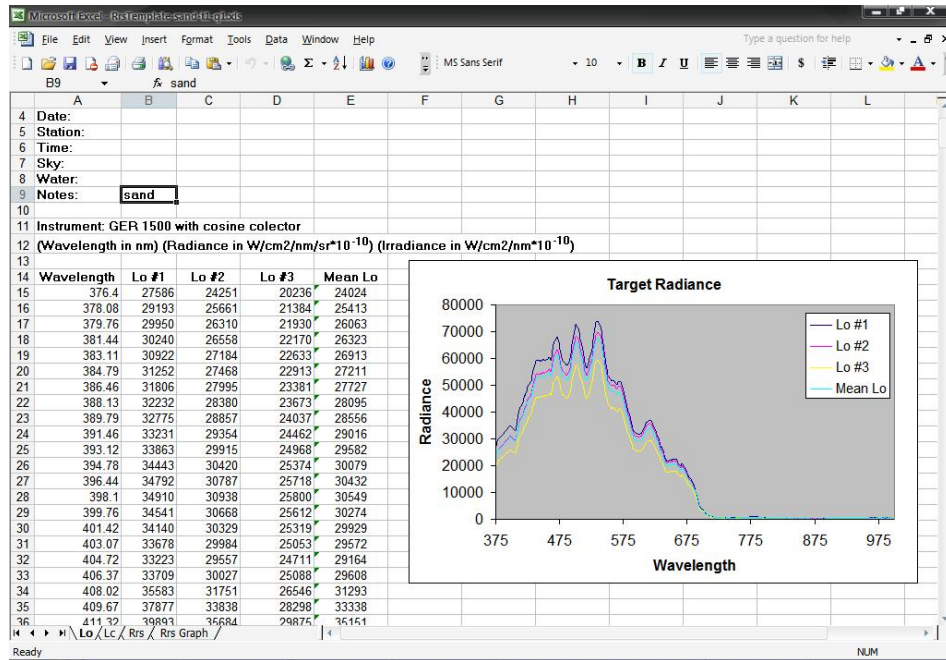 Microsoft Excel - RrsTemplate-sand-t1-q1.xls
File Edit View Insert Format Tools Data Window Help Type a question for help
MS Sans Serif 10 B I U $ A
B9 fx sand
A B C D E F G H I J K L
4 Date:
5 Station:
6 Time:
7 Sky:
8 Water:
9 Notes: sand
10
11 Instrument: GER 1500 with cosine colector
12 (Wavelength in nm) (Radiance in W/cm2/nm/sr*10-10) (Irradiance in W/cm2/nm*10-10)
13
14 Wavelength Lo #1 Lo #2 Lo #3 Mean Lo
15 376.4 27586 24251 20236 24024
16 378.08 29193 25661 21384 25413
17 379.76 29950 26310 21930 26063
18 381.44 30240 26558 22170 26323
19 383.11 30922 27184 22633 26913
20 384.79 31252 27468 22913 27211
21 386.46 31806 27995 23381 27727
22 388.13 32232 28380 23673 28095
23 389.79 32775 28857 24037 28556
24 391.46 33231 29354 24462 29016
25 393.12 33863 29915 24968 29582
26 394.78 34443 30420 25374 30079
27 396.44 34792 30787 25718 30432
28 398.1 34910 30938 25800 30549
29 399.76 34541 30668 25612 30274
30 401.42 34140 30329 25319 29929
31 403.07 33678 29984 25053 29572
32 404.72 33223 29557 24711 29164
33 406.37 33709 30027 25088 29608
34 408.02 35583 31751 26546 31293
35 409.67 37877 33838 28298 33338
36 411.32 39893 35684 29875 35151
Target Radiance
Radiance
80000
70000
60000
50000
40000
30000
20000
10000
0
375 475 575 675 775 875 975
Wavelength
Lo #1
Lo #2
Lo #3
Mean Lo
Lo Lc Rrs Rrs Graph
Ready NUM